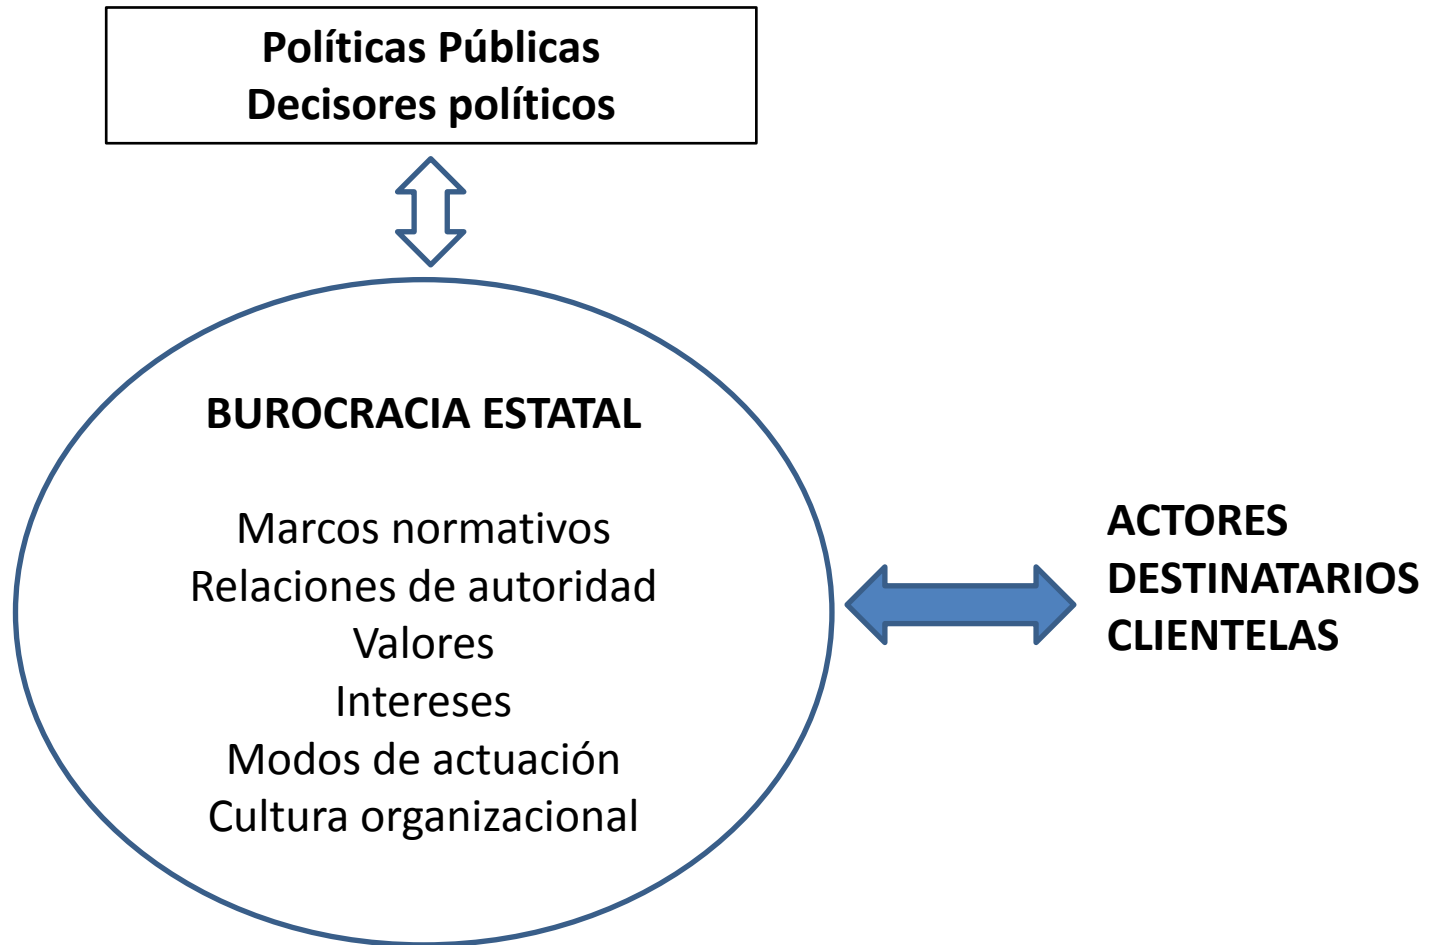 Políticas Públicas
Decisores políticos
BUROCRACIA ESTATAL
Marcos normativos
Relaciones de autoridad
Valores
Intereses
Modos de actuación
Cultura organizacional
ACTORES
DESTINATARIOS
CLIENTELAS